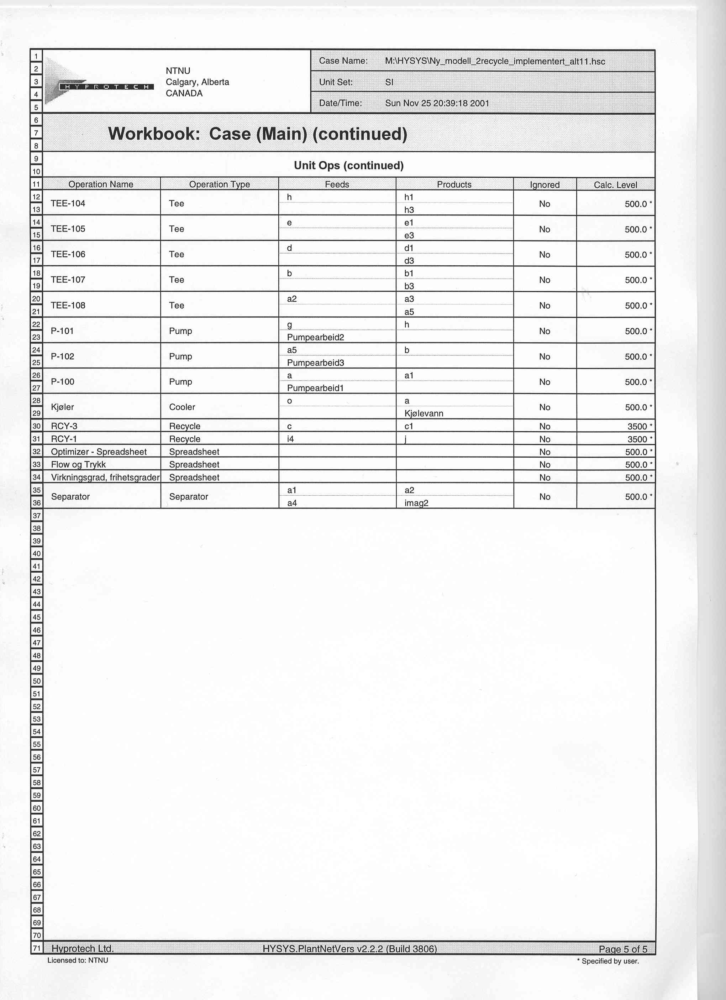 1
2
3
4
5
HYPROTECH
NTNU
Calgary, Alberta
CANADA
Case Name: M:\HYSYS\Ny_modell_2recycle_implementert_alt11.hsc
Unit Set: SI
Date/Time: Sun Nov 25 20:39:18 2001
6
7
8
Workbook: Case (Main) (continued)
9
10
Unit Ops (continued)
11 Operation Name Operation Type Feeds Products Ignored Calc. Level
12 h h1
TEE-104 Tee No 500.0 *
13 h3
14 e e1
TEE-105 Tee No 500.0 *
15 e3
16 d d1
TEE-106 Tee No 500.0 *
17 d3
18 b b1
TEE-107 Tee No 500.0 *
19 b3
20 a2 a3
TEE-108 Tee No 500.0 *
21 a5
22 g h
P-101 Pump No 500.0 *
23 Pumpearbeid2
24 a5 b
P-102 Pump No 500.0 *
25 Pumpearbeid3
26 a a1
P-100 Pump No 500.0 *
27 Pumpearbeid1
28 o a
Kjøler Cooler No 500.0 *
29 Kjølevann
30 RCY-3 Recycle c c1 No 3500 *
31 RCY-1 Recycle i4 j No 3500 *
32 Optimizer - Spreadsheet Spreadsheet No 500.0 *
33 Flow og Trykk Spreadsheet No 500.0 *
34 Virkningsgrad, frihetsgrader Spreadsheet No 500.0 *
35 a1 a2
Separator Separator No 500.0 *
36 a4 imag2
37
38
39
40
41
42
43
44
45
46
47
48
49
50
51
52
53
54
55
56
57
58
59
60
61
62
63
64
65
66
67
68
69
70
71 Hyprotech Ltd. HYSYS.PlantNetVers v2.2.2 (Build 3806) Page 5 of 5
Licensed to: NTNU * Specified by user.